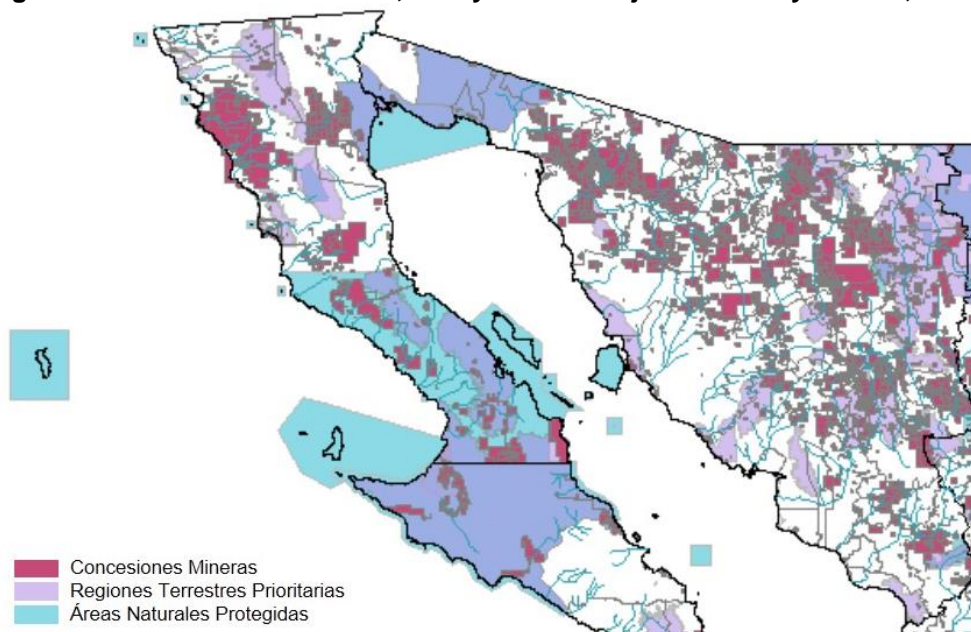 Concesiones Mineras
Regiones Terrestres Prioritarias
Áreas Naturales Protegidas